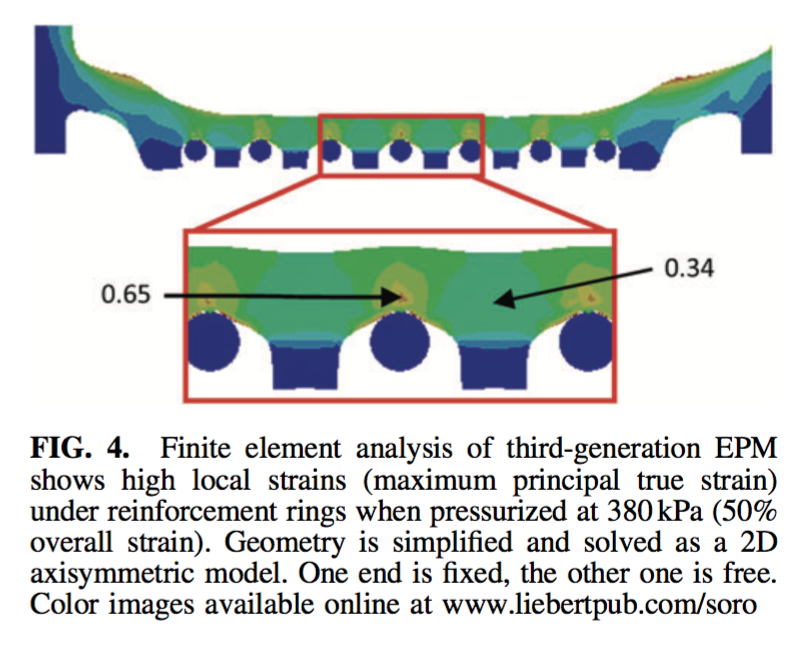 0.65
0.34
FIG. 4. Finite element analysis of third-generation EPM
shows high local strains (maximum principal true strain)
under reinforcement rings when pressurized at 380 kPa (50%
overall strain). Geometry is simplified and solved as a 2D
axisymmetric model. One end is fixed, the other one is free.
Color images available online at www.liebertpub.com/soro